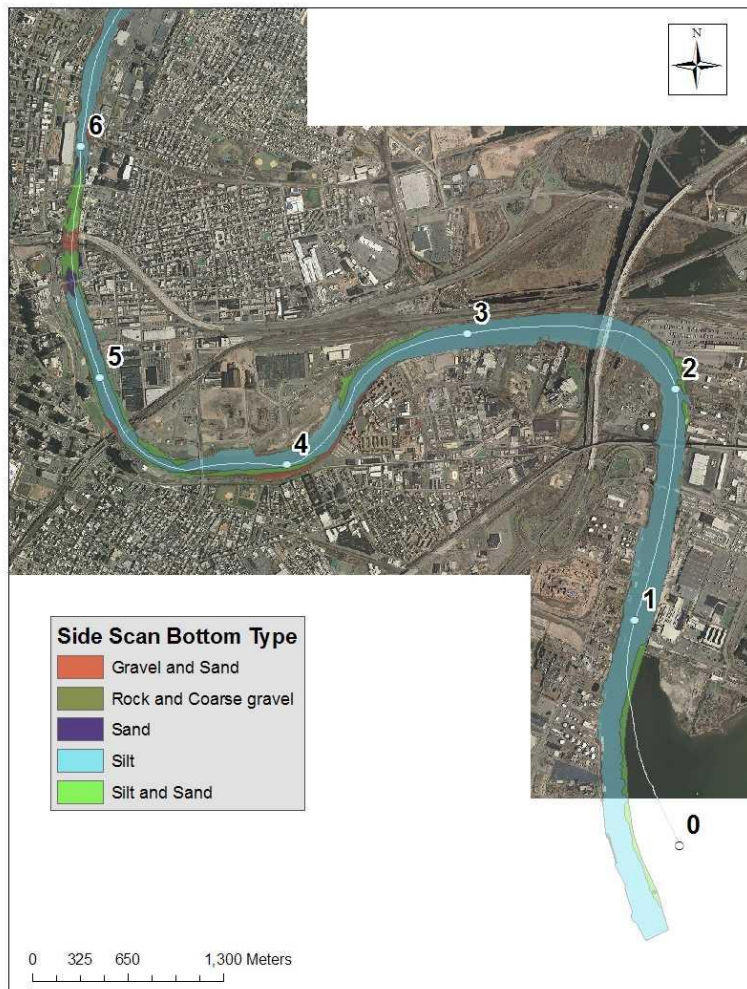 N
6
3
5
2
4
1
Side Scan Bottom Type
Gravel and Sand
Rock and Coarse gravel
Sand
Silt
Silt and Sand
0
0 325 650 1,300 Meters